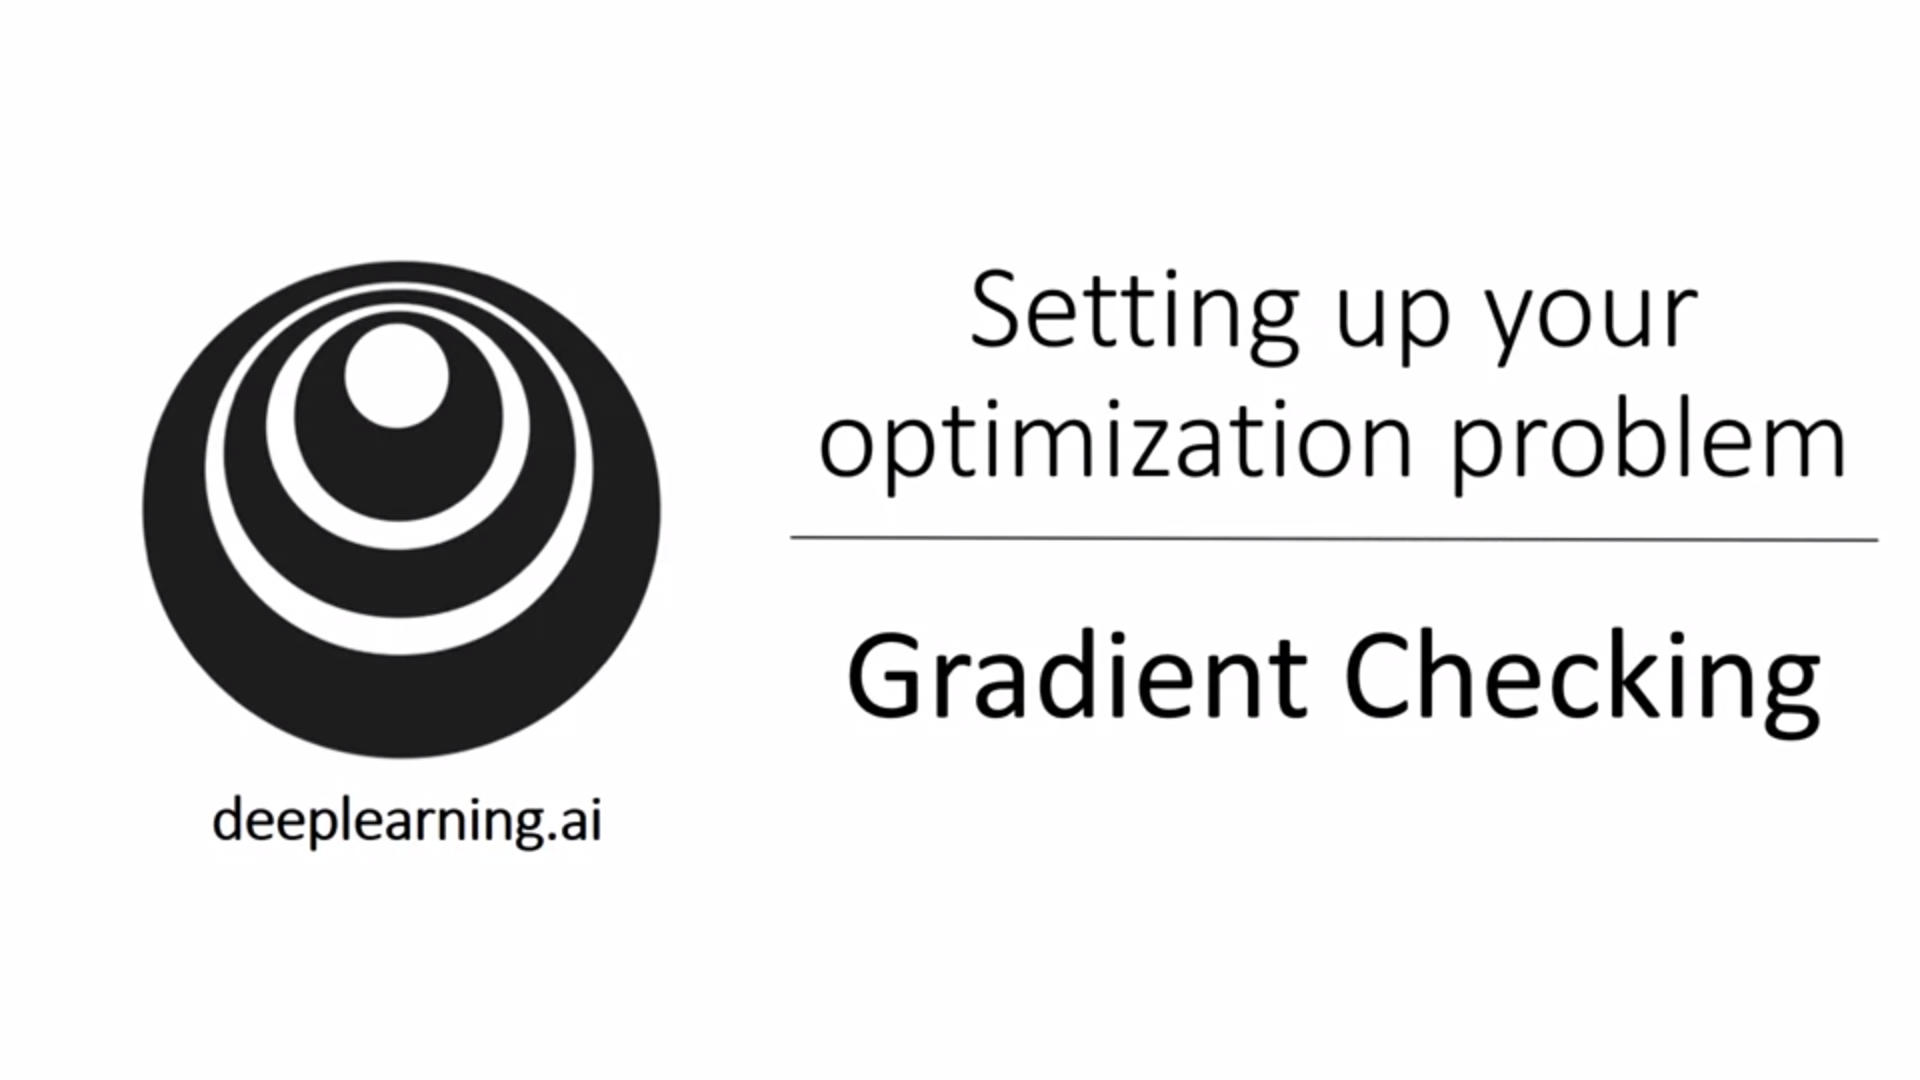 Setting up your
optimization problem
Gradient Checking
deeplearning.ai